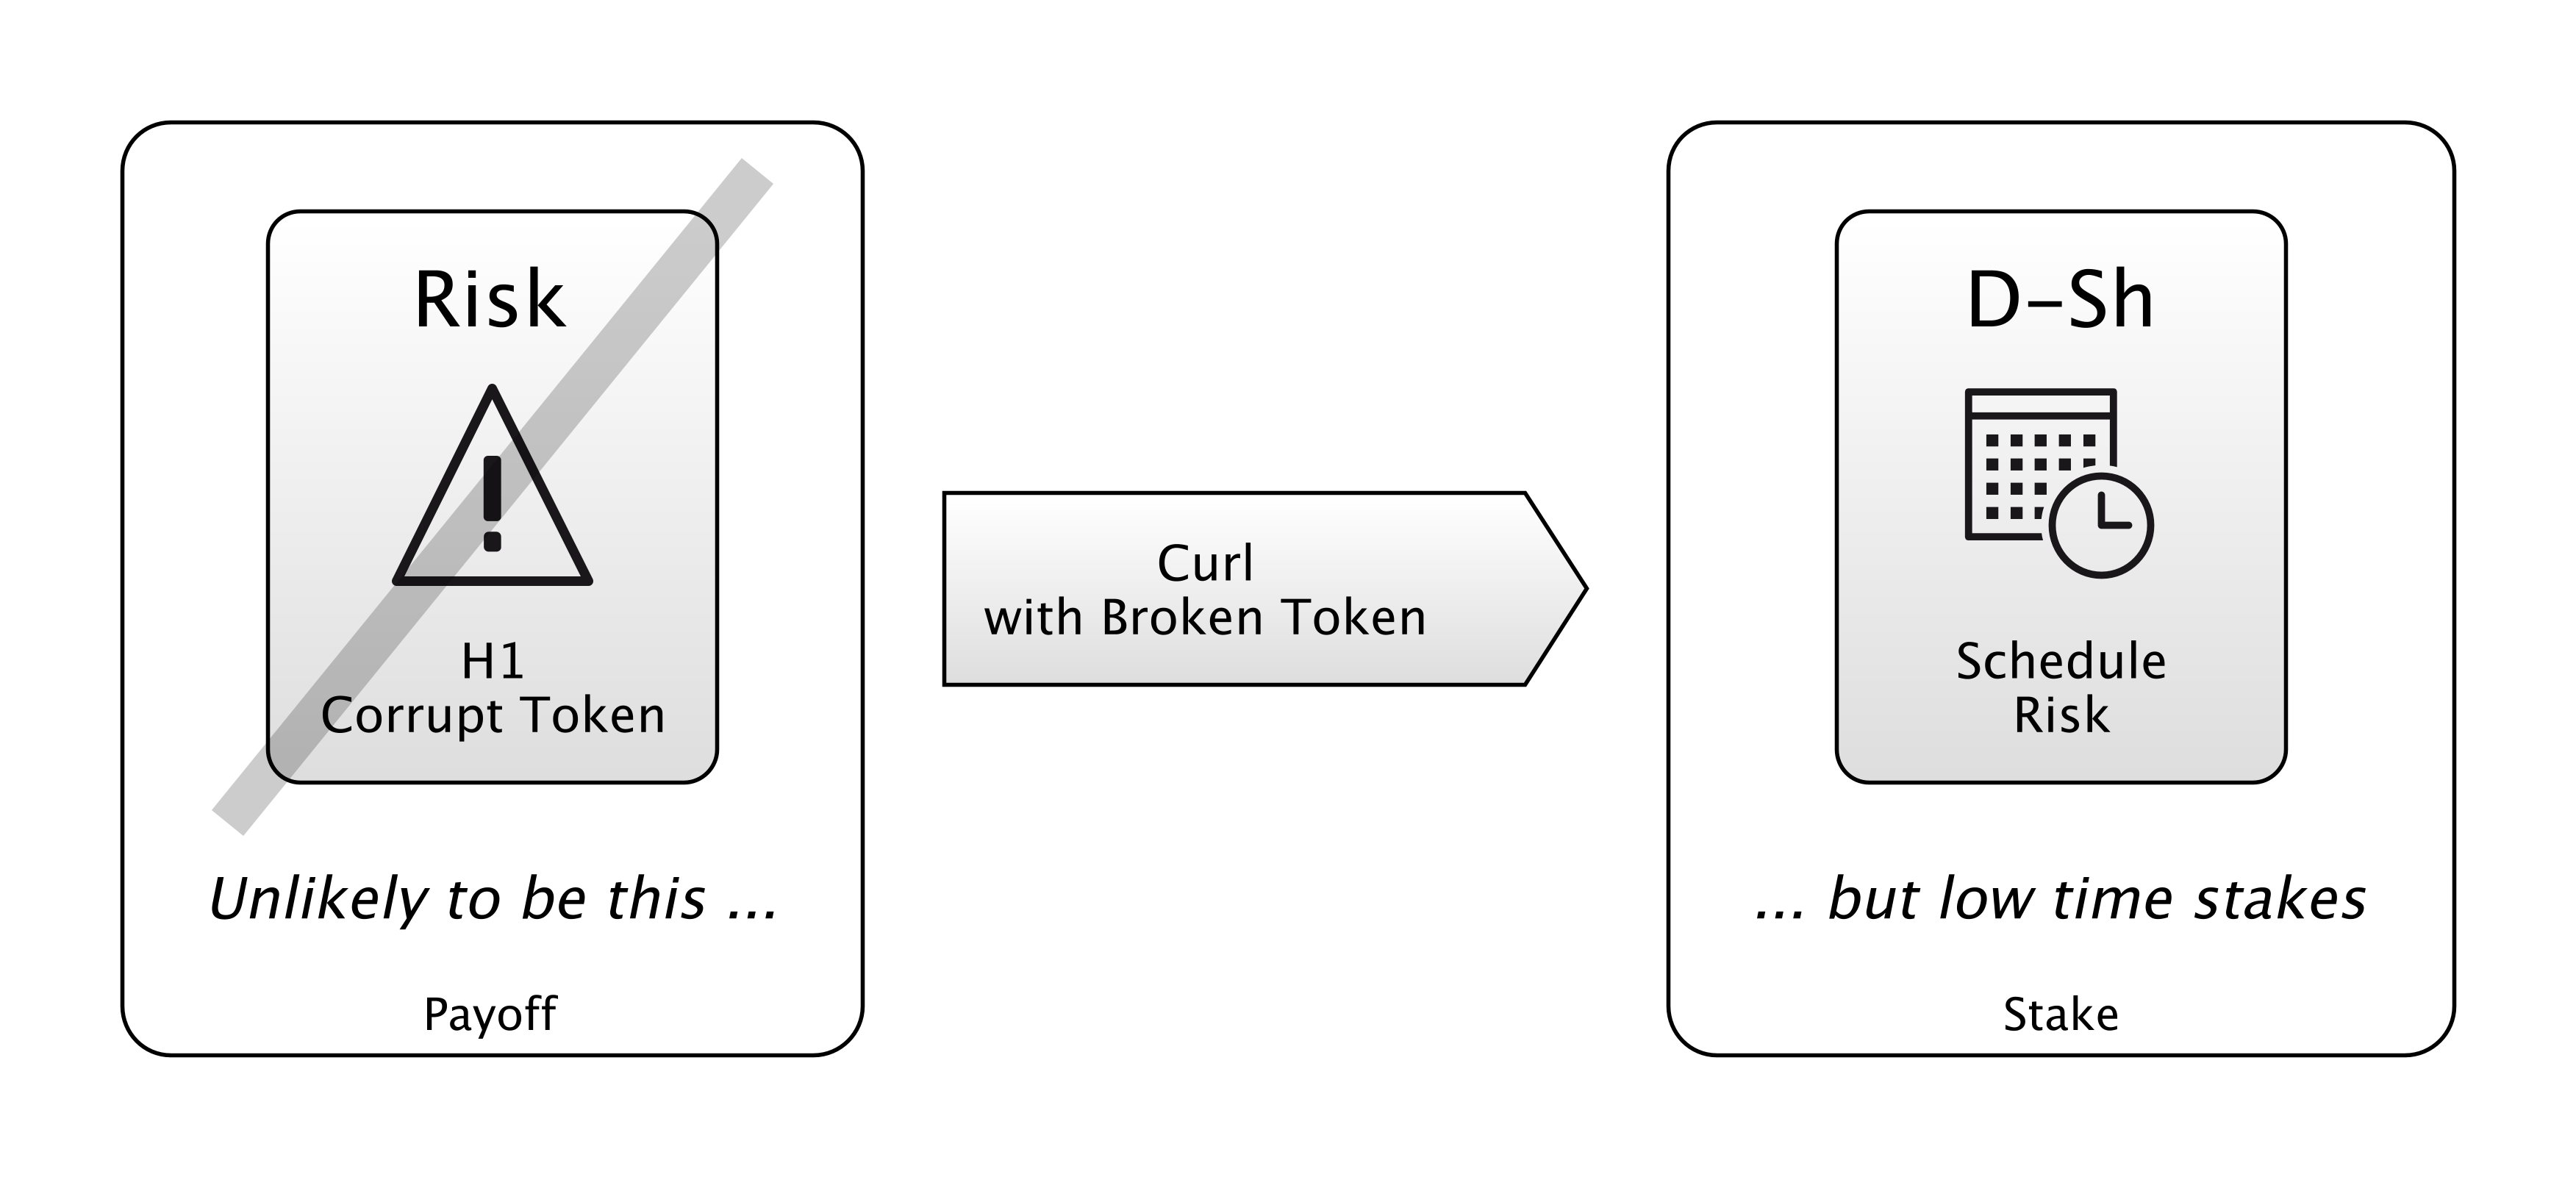 Risk
H1
Corrupt Token
Unlikely to be this ...
Payoff
Curl
with Broken Token
D–Sh
Schedule
Risk
... but low time stakes
Stake